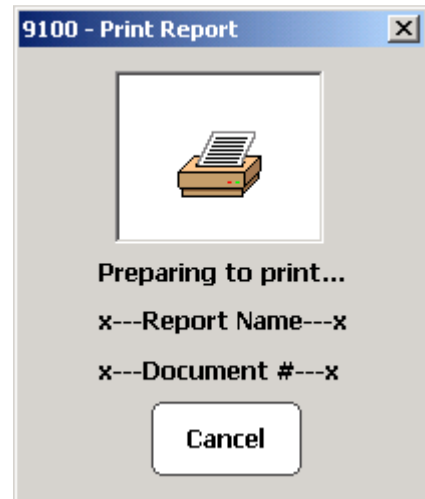 9100 - Print Report
Preparing to print...
x---Report Name---x
x---Document #---x
Cancel